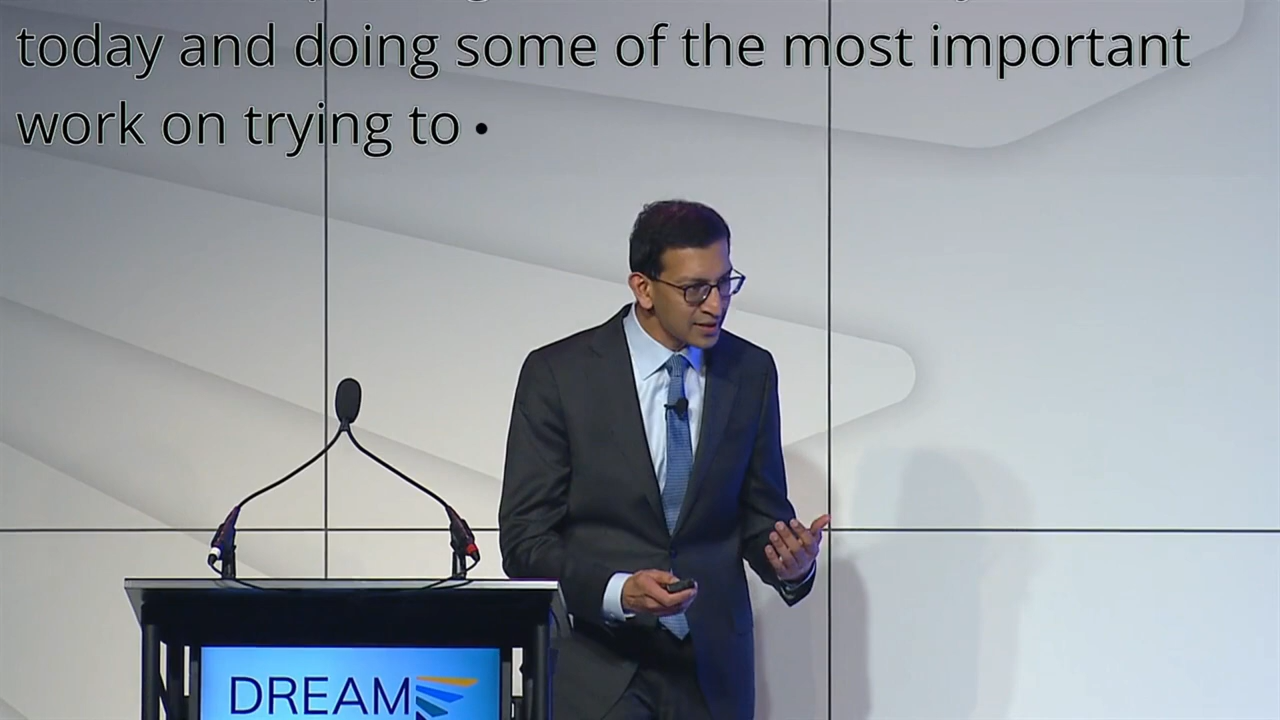 today and doing some of the most important
work on trying to •
DREAM